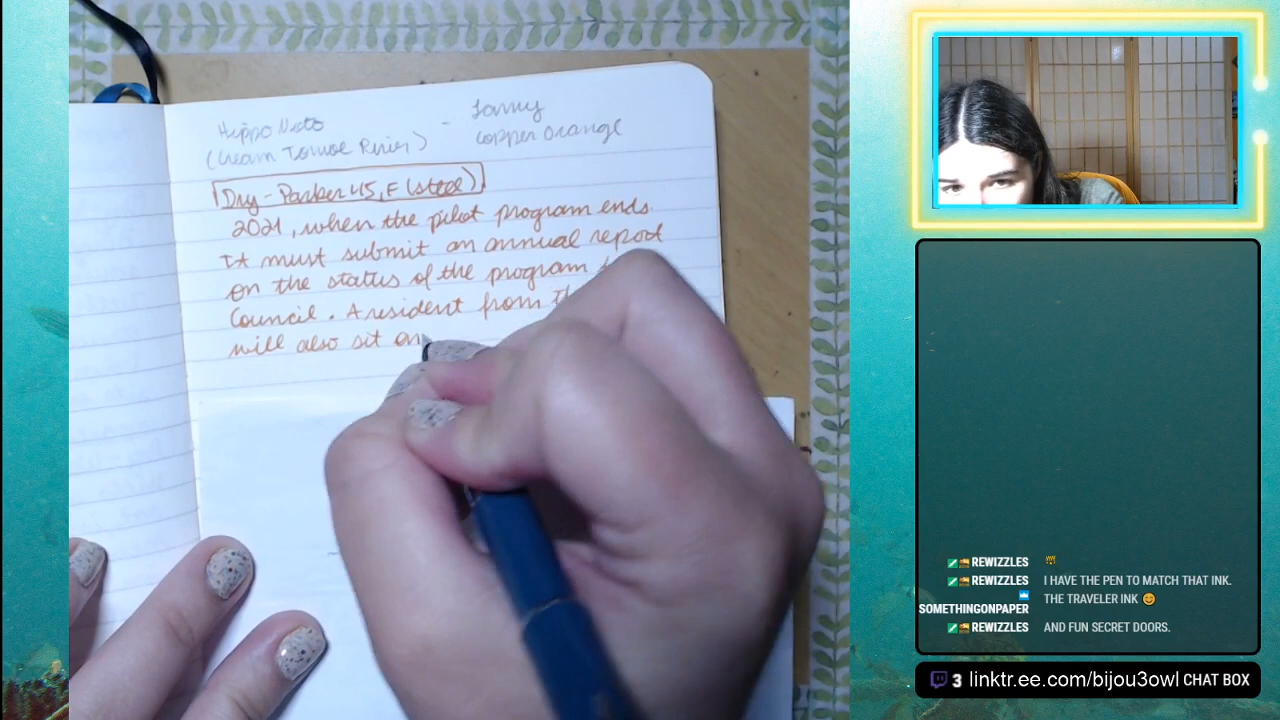 Hippo Noto
(Cream Tomoe River)
- Lamy
Copper Orange
Dry - Parker 45, F (steel)
2021, when the pilot program ends.
It must submit an annual report
on the status of the program
Council. A resident from
will also sit on
REWIZZLES
REWIZZLES I HAVE THE PEN TO MATCH THAT INK.
SOMETHINGONPAPER THE TRAVELER INK 😊
REWIZZLES AND FUN SECRET DOORS.
3 linktr.ee.com/bijou3owl CHAT BOX